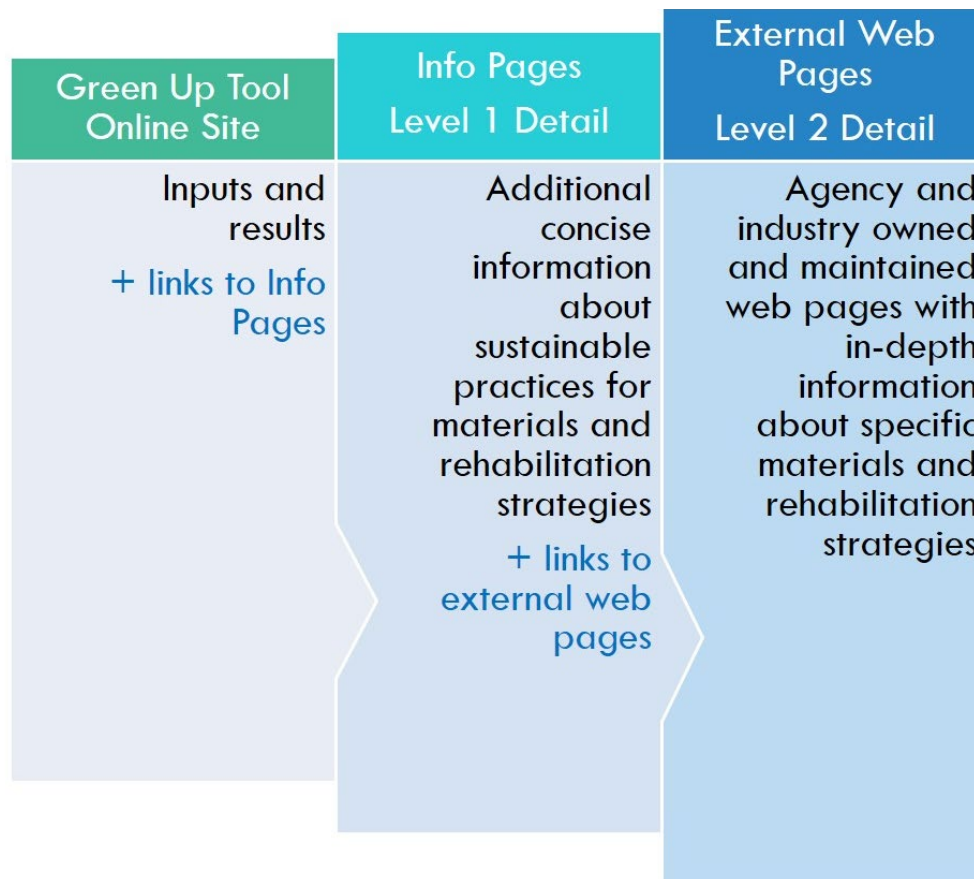 Green Up Tool
Online Site
Inputs and
results
+ links to Info
Pages
Info Pages
Level 1 Detail
Additional
concise
information
about
sustainable
practices for
materials and
rehabilitation
strategies
+ links to
external web
pages
External Web
Pages
Level 2 Detail
Agency and
industry owned
and maintained
web pages with
in-depth
information
about specific
materials and
rehabilitation
strategies